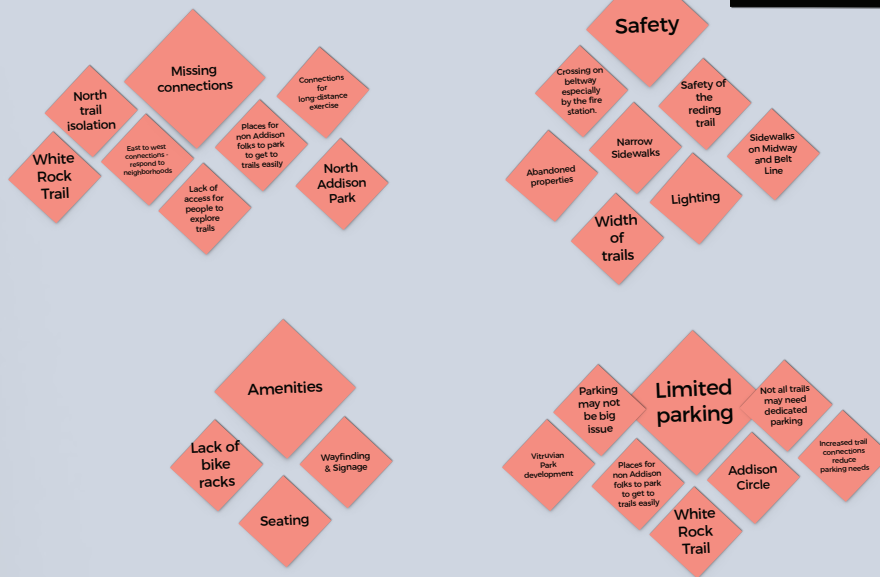 Missing
connections
North
trail
isolation
White
Rock
Trail
East to west
connections -
respond to
neighborhoods
Lack of
access for
people to
explore
trails
Places for
non Addison
folks to park
to get to
trails easily
Connections
for
long-distance
exercise
North
Addison
Park
Safety
Crossing on
beltway
especially
by the fire
station.
Safety of
the
reding
trail
Narrow
Sidewalks
Sidewalks
on Midway
and Belt
Line
Abandoned
properties
Lighting
Width
of
trails
Amenities
Lack of
bike
racks
Wayfinding
& Signage
Seating
Limited
parking
Parking
may not
be big
issue
Not all trails
may need
dedicated
parking
Vitruvian
Park
development
Places for
non Addison
folks to park
to get to
trails easily
Addison
Circle
Increased trail
connections
reduce
parking needs
White
Rock
Trail